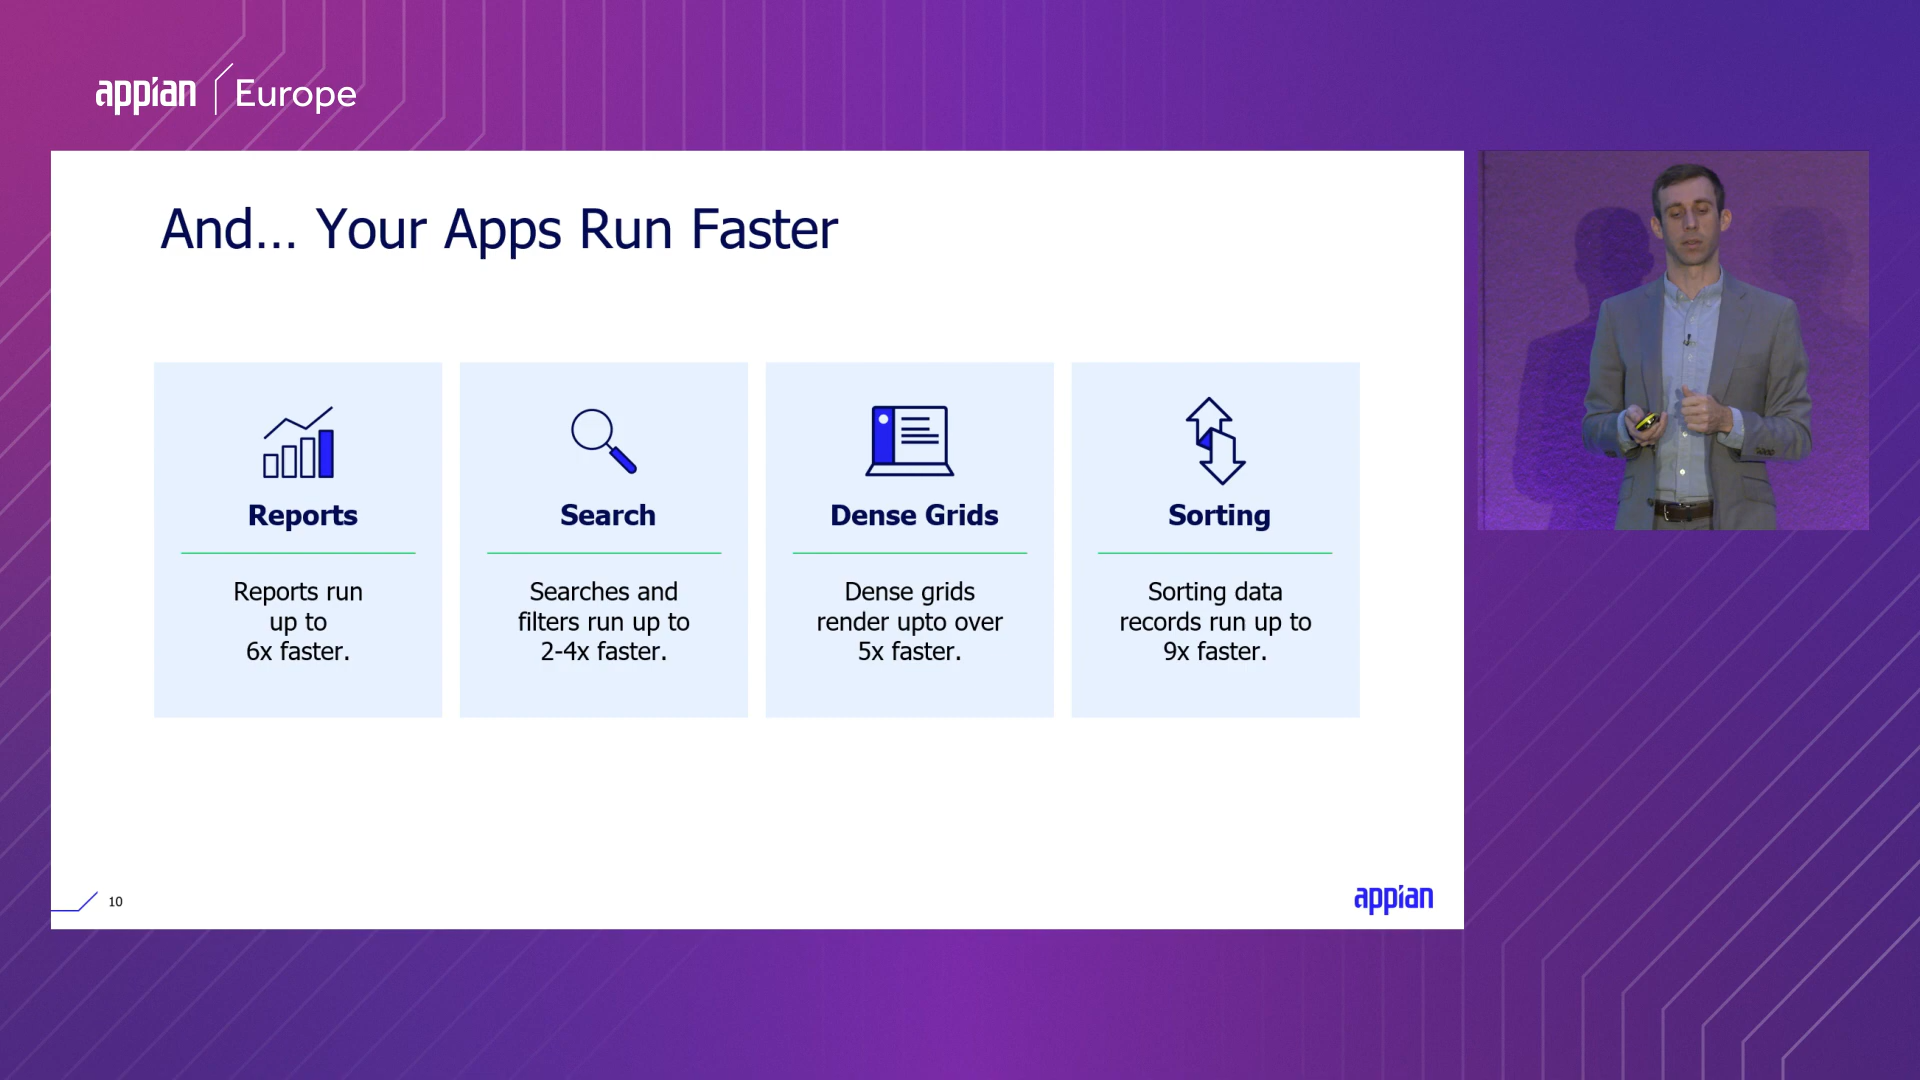 appian Europe
And... Your Apps Run Faster
Reports
Reports run
up to
6x faster.
Search
Searches and
filters run up to
2-4x faster.
Dense Grids
Dense grids
render upto over
5x faster.
Sorting
Sorting data
records run up to
9x faster.
10
appian